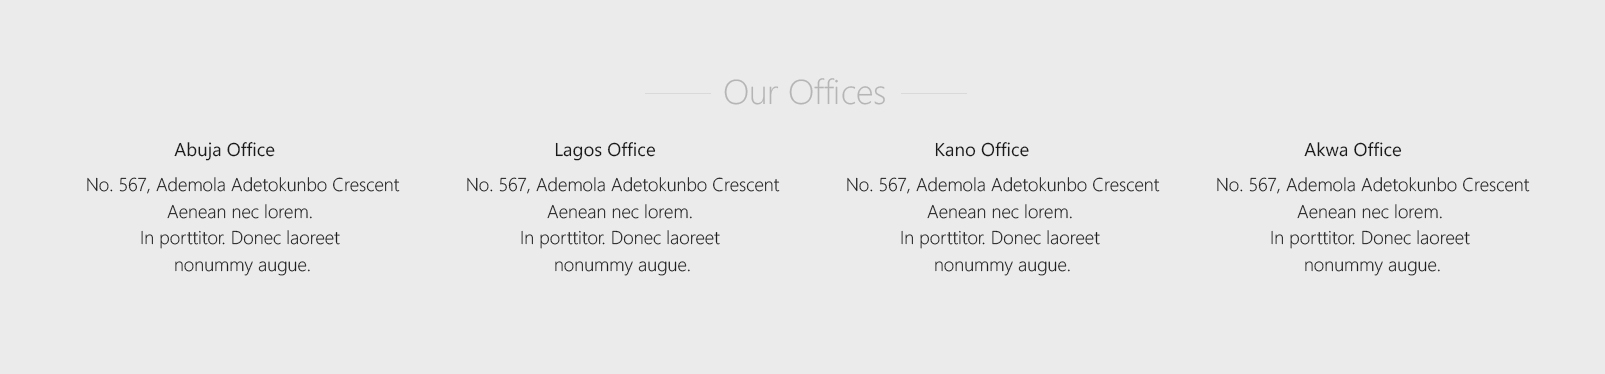 Our Offices
Abuja Office
No. 567, Ademola Adetokunbo Crescent
Aenean nec lorem.
In porttitor. Donec laoreet
nonummy augue.
Lagos Office
No. 567, Ademola Adetokunbo Crescent
Aenean nec lorem.
In porttitor. Donec laoreet
nonummy augue.
Kano Office
No. 567, Ademola Adetokunbo Crescent
Aenean nec lorem.
In porttitor. Donec laoreet
nonummy augue.
Akwa Office
No. 567, Ademola Adetokunbo Crescent
Aenean nec lorem.
In porttitor. Donec laoreet
nonummy augue.